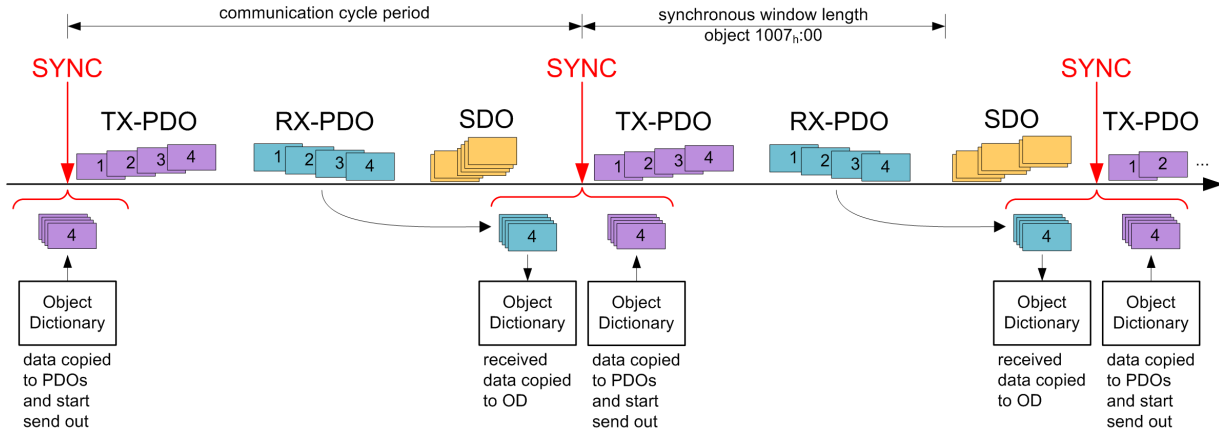 communication cycle period
synchronous window length
object 1007h:00
SYNC
SYNC
SYNC
TX-PDO
RX-PDO
SDO
TX-PDO
RX-PDO
SDO
TX-PDO
1 2 3 4
1 2 3 4
1 2 3 4
1 2 3 4
1 2 ...
4
4
4
4
4
Object
Dictionary
Object
Dictionary
Object
Dictionary
Object
Dictionary
Object
Dictionary
data copied
to PDOs
and start
send out
received
data copied
to OD
data copied
to PDOs
and start
send out
received
data copied
to OD
data copied
to PDOs
and start
send out